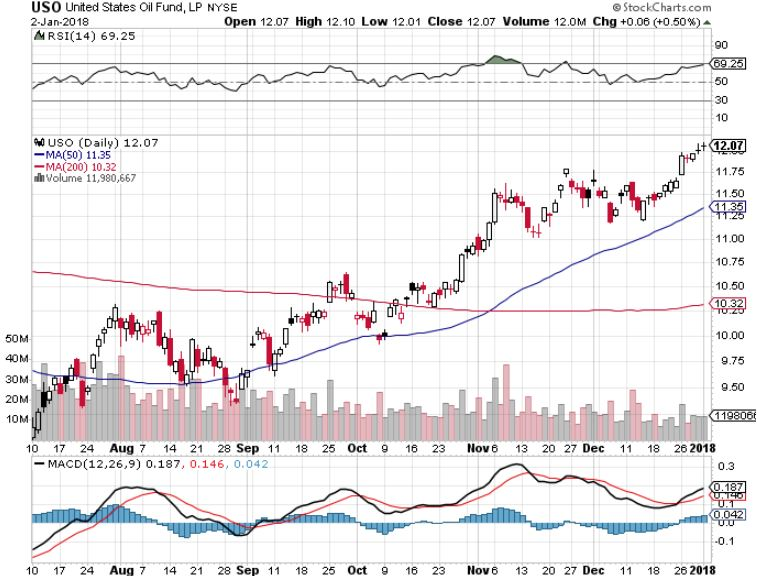 USO United States Oil Fund, LP NYSE © StockCharts.com
2-Jan-2018 Open 12.07 High 12.10 Low 12.01 Close 12.07 Volume 12.0M Chg +0.06 (+0.50%)
RSI(14) 69.25
90
69.25
50
30
10
USO (Daily) 12.07
MA(50) 11.35
MA(200) 10.32
Volume 11,980,667
12.07
11.75
11.50
11.35
11.25
11.00
10.75
10.50
10.32
10.00
9.75
9.50
50M
40M
30M
20M
10M
10 17 24 Aug 7 14 21 28 Sep 11 18 25 Oct 9 16 23 Nov 6 13 20 27 Dec 11 18 26 2018
MACD(12,26,9) 0.187, 0.146, 0.042
0.3
0.187
0.146
0.1
0.042
0.0
0.1
10 17 24 Aug 7 14 21 28 Sep 11 18 25 Oct 9 16 23 Nov 6 13 20 27 Dec 11 18 26 2018